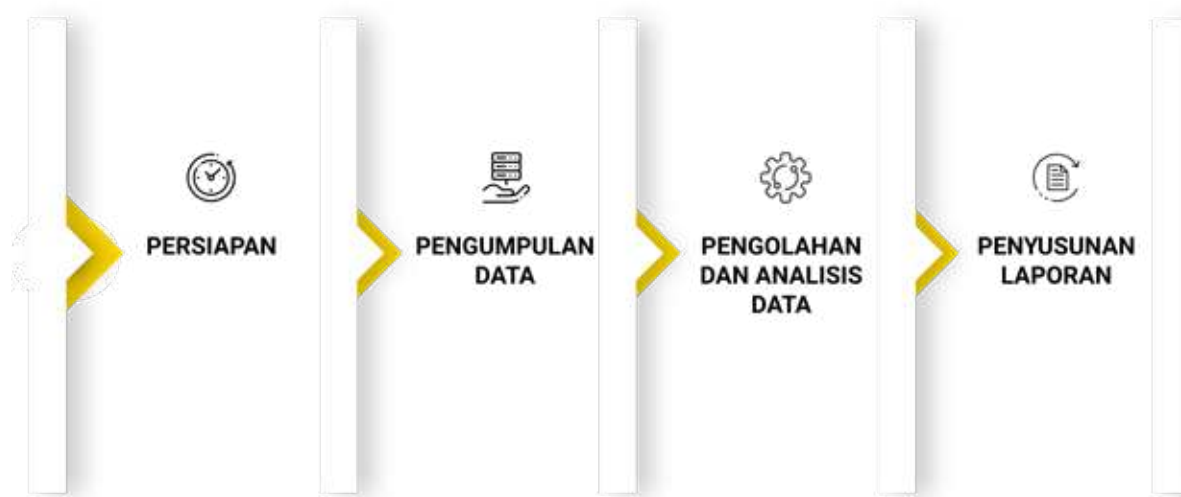 PERSIAPAN
PENGUMPULAN
DATA
PENGOLAHAN
DAN ANALISIS
DATA
PENYUSUNAN
LAPORAN